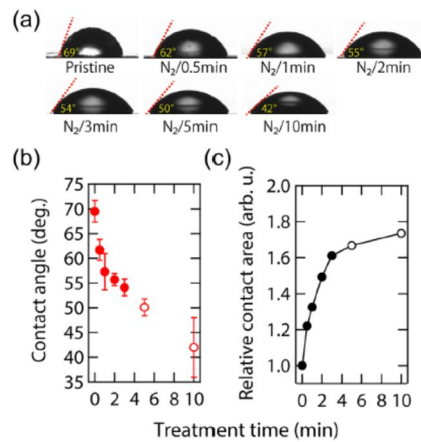 (a)
69° 62° 57° 55°
Pristine N₂/0.5min N₂/1min N₂/2min
54° 50° 42°
N₂/3min N₂/5min N₂/10min
(b)
Contact angle (deg.)
75
70
65
60
55
50
45
40
35
0 2 4 6 8 10
(c)
Relative contact area (arb. u.)
2.0
1.8
1.6
1.4
1.2
1.0
0 2 4 6 8 10
Treatment time (min)